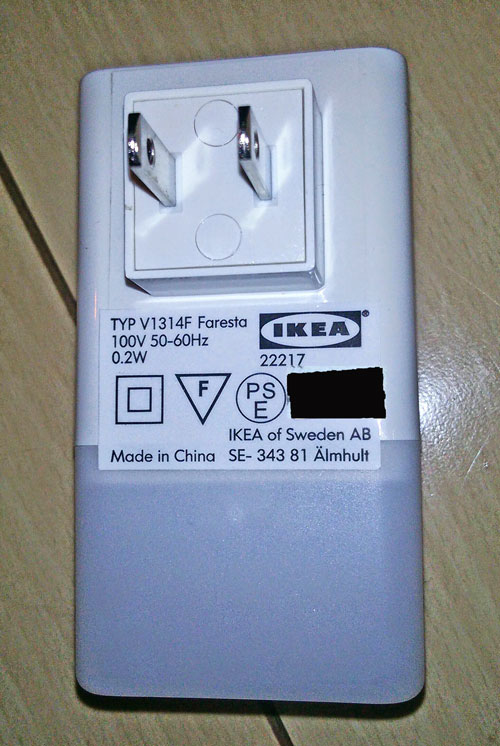 TYP V1314F Faresta
100V 50-60Hz
0.2W
IKEA®
22217
F
PS
E
IKEA of Sweden AB
Made in China SE- 343 81 Älmhult